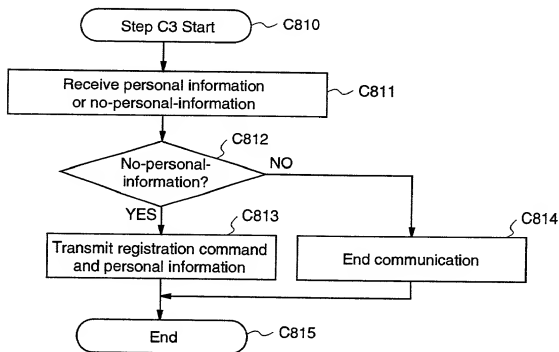 Step C3 Start
C810
Receive personal information
or no-personal-information
C811
C812
No-personal-
information?
NO
YES
C813
Transmit registration command
and personal information
C814
End communication
End
C815